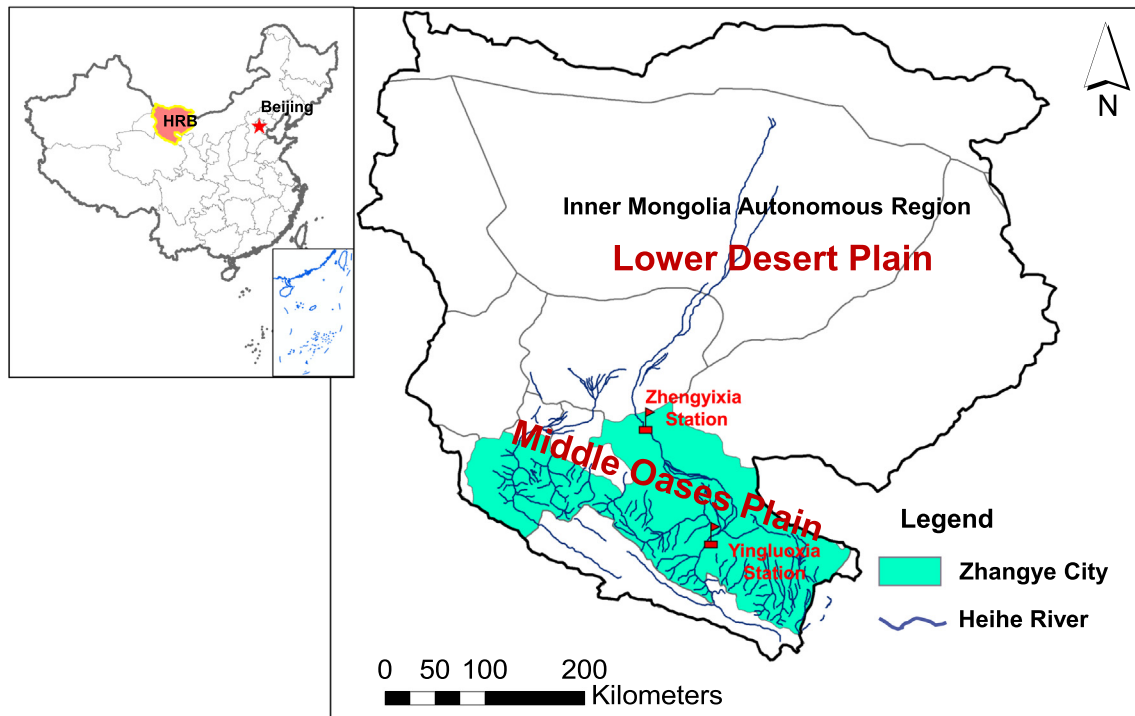 HRB
Beijing
N
Inner Mongolia Autonomous Region
Lower Desert Plain
Zhengyixia
Station
Middle Oases Plain
Yingluoxia
Station
Legend
Zhangye City
Heihe River
0 50 100 200
Kilometers